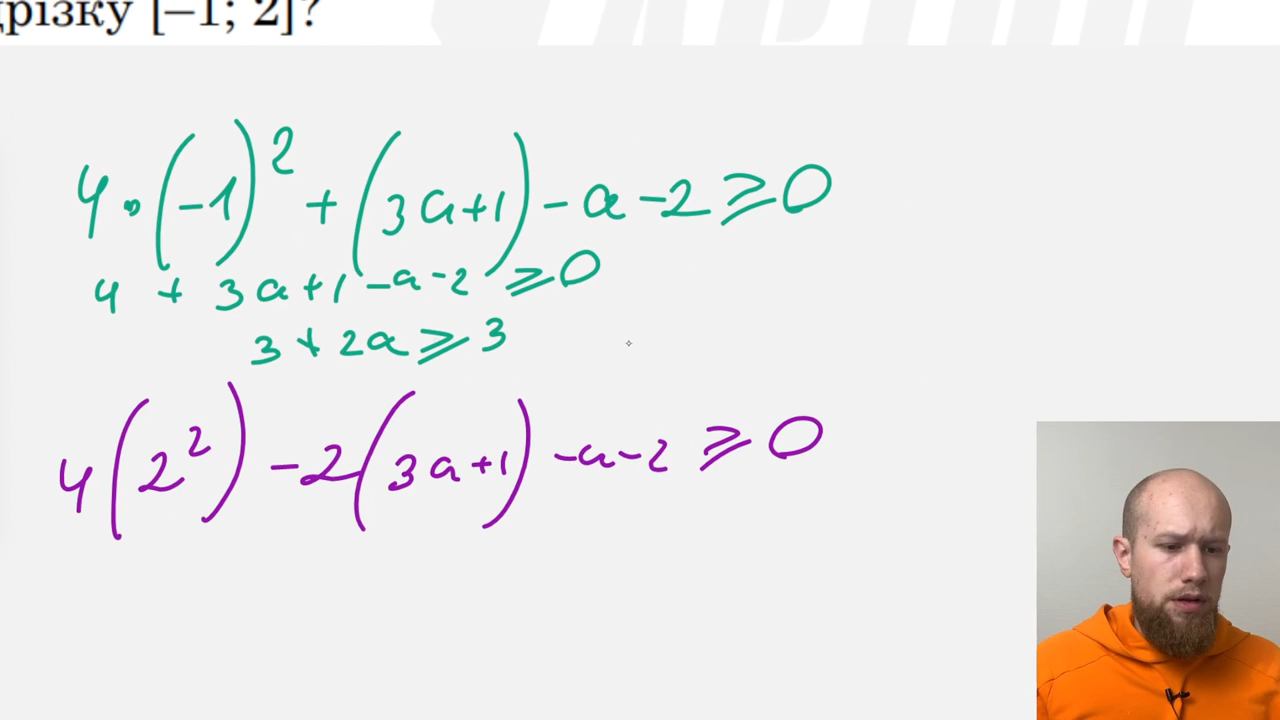 [−1; 2]?
4·(-1)² + (3a+1) - a - 2 ⩾ 0
4 + 3a+1 -a-2 ⩾ 0
3 + 2a ⩾ 3
4(2²) -2(3a+1) -a-2 ⩾ 0